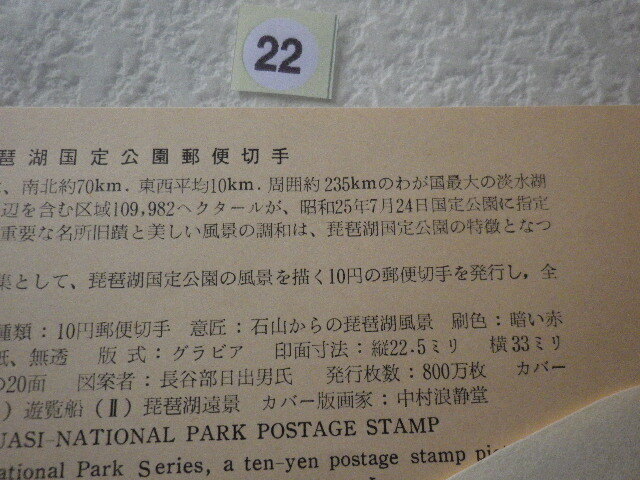 22
琶湖国定公園郵便切手
、南北約70km．東西平均10km．周囲約235kmのわが国最大の淡水湖
辺を含む区域109,982ヘクタールが、昭和25年7月24日国定公園に指定
重要な名所旧蹟と美しい風景の調和は、琵琶湖国定公園の特徴となつ
集として、琵琶湖国定公園の風景を描く10円の郵便切手を発行し，全
種類：10円郵便切手　意匠：石山からの琵琶湖風景　刷色：暗い赤
紙、無透　版式：グラビア　印面寸法：縦22.5ミリ　横33ミリ
の20面　図案者：長谷部日出男氏　発行枚数：800万枚　カバー
）遊覧船（Ⅱ）琵琶湖遠景　カバー版画家：中村浪静堂
UASI-NATIONAL PARK POSTAGE STAMP
ational Park Series, a ten-yen postage stamp